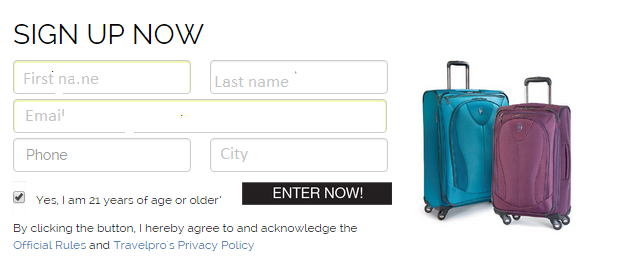 SIGN UP NOW
First name Last name
Email
Phone City
Yes, I am 21 years of age or older*
ENTER NOW!
By clicking the button, I hereby agree to and acknowledge the
Official Rules and Travelpro's Privacy Policy